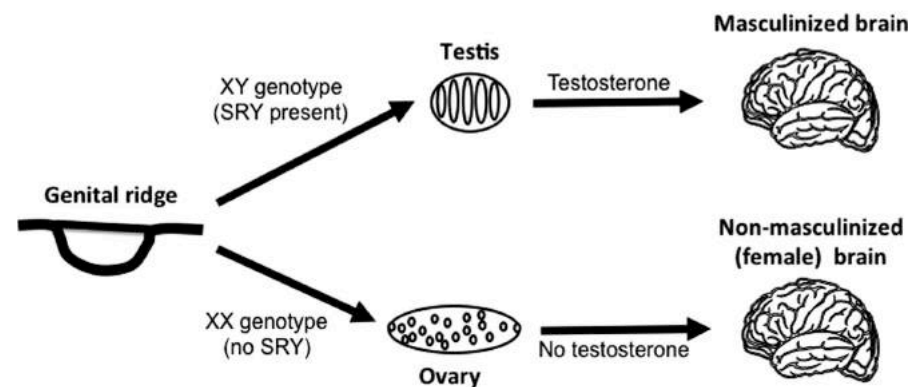 Masculinized brain
Testis
XY genotype
(SRY present)
Testosterone
Genital ridge
Non-masculinized
(female) brain
XX genotype
(no SRY)
No testosterone
Ovary